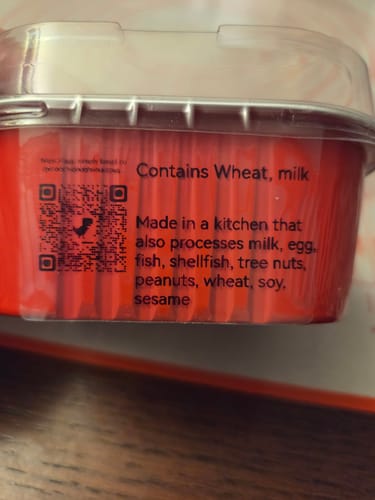 Contains Wheat, milk
Made in a kitchen that
also processes milk, egg,
fish, shellfish, tree nuts,
peanuts, wheat, soy,
sesame